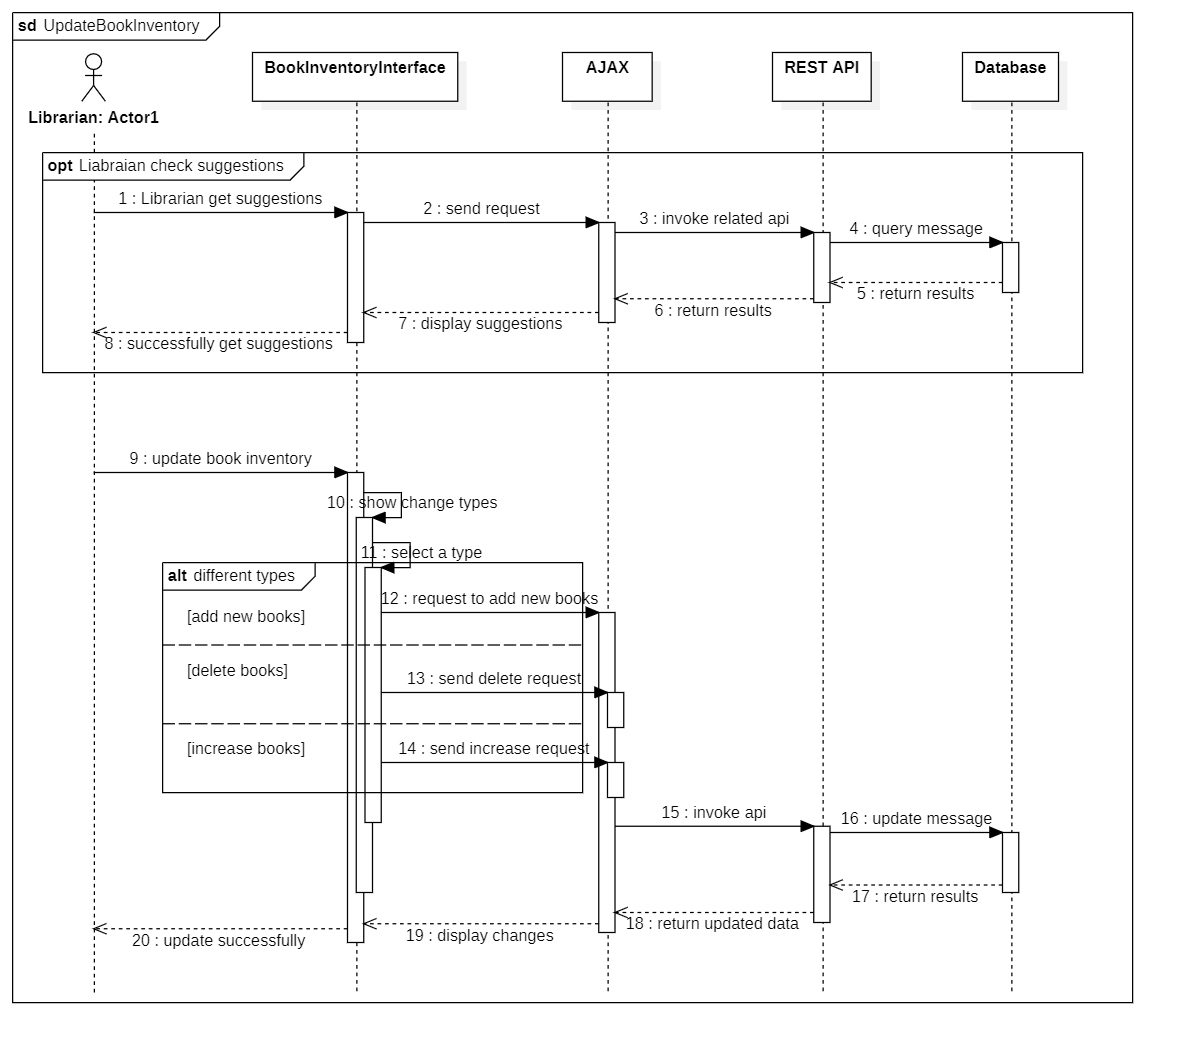 sd UpdateBookInventory
BookInventoryInterface
AJAX
REST API
Database
Librarian: Actor1
opt Liabraian check suggestions
1 : Librarian get suggestions
2 : send request
3 : invoke related api
4 : query message
5 : return results
6 : return results
7 : display suggestions
8 : successfully get suggestions
9 : update book inventory
10 : show change types
11 : select a type
alt different types
12 : request to add new books
[add new books]
[delete books]
13 : send delete request
[increase books]
14 : send increase request
15 : invoke api
16 : update message
17 : return results
18 : return updated data
19 : display changes
20 : update successfully